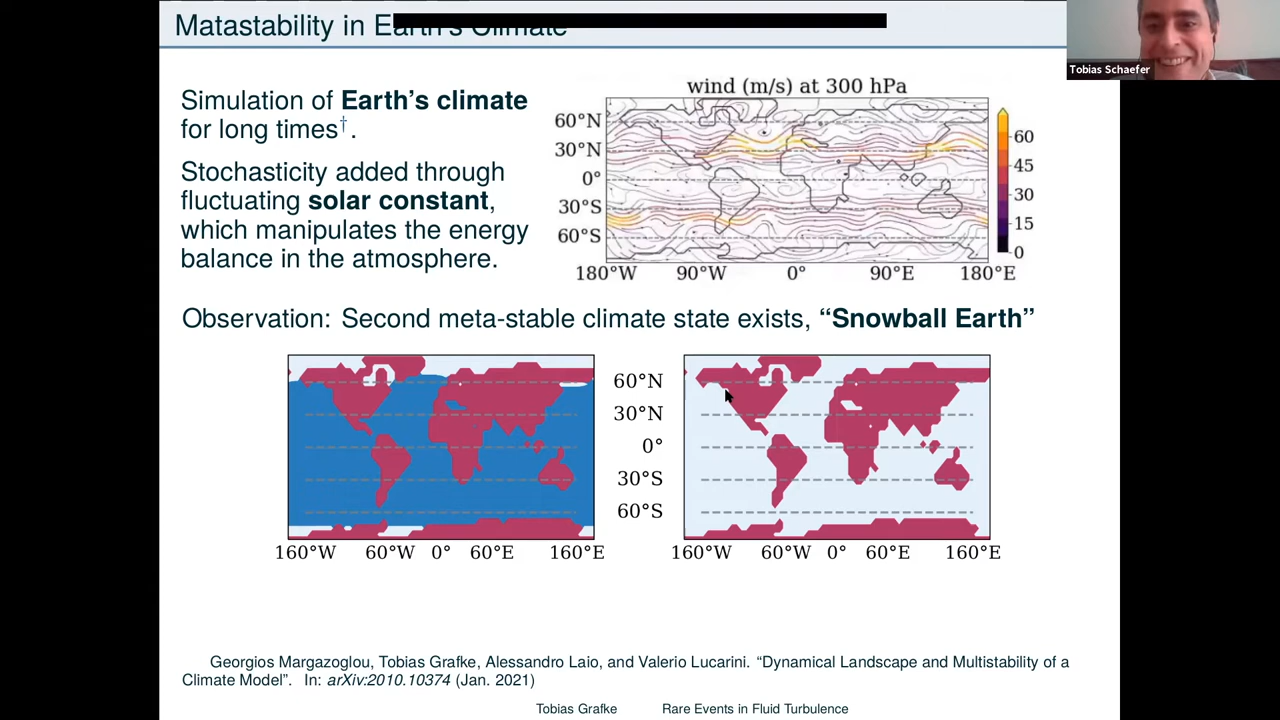 Matastability in Earth's Climate
Tobias Schaefer
Simulation of Earth's climate
for long times†.
Stochasticity added through
fluctuating solar constant,
which manipulates the energy
balance in the atmosphere.
wind (m/s) at 300 hPa
60°N
30°N
0°
30°S
60°S
180°W 90°W 0° 90°E 180°E
60
45
30
15
0
Observation: Second meta-stable climate state exists, “Snowball Earth”
60°N
30°N
0°
30°S
60°S
160°W 60°W 0° 60°E 160°E
160°W 60°W 0° 60°E 160°E
Georgios Margazoglou, Tobias Grafke, Alessandro Laio, and Valerio Lucarini. “Dynamical Landscape and Multistability of a
Climate Model”. In: arXiv:2010.10374 (Jan. 2021)
Tobias Grafke Rare Events in Fluid Turbulence